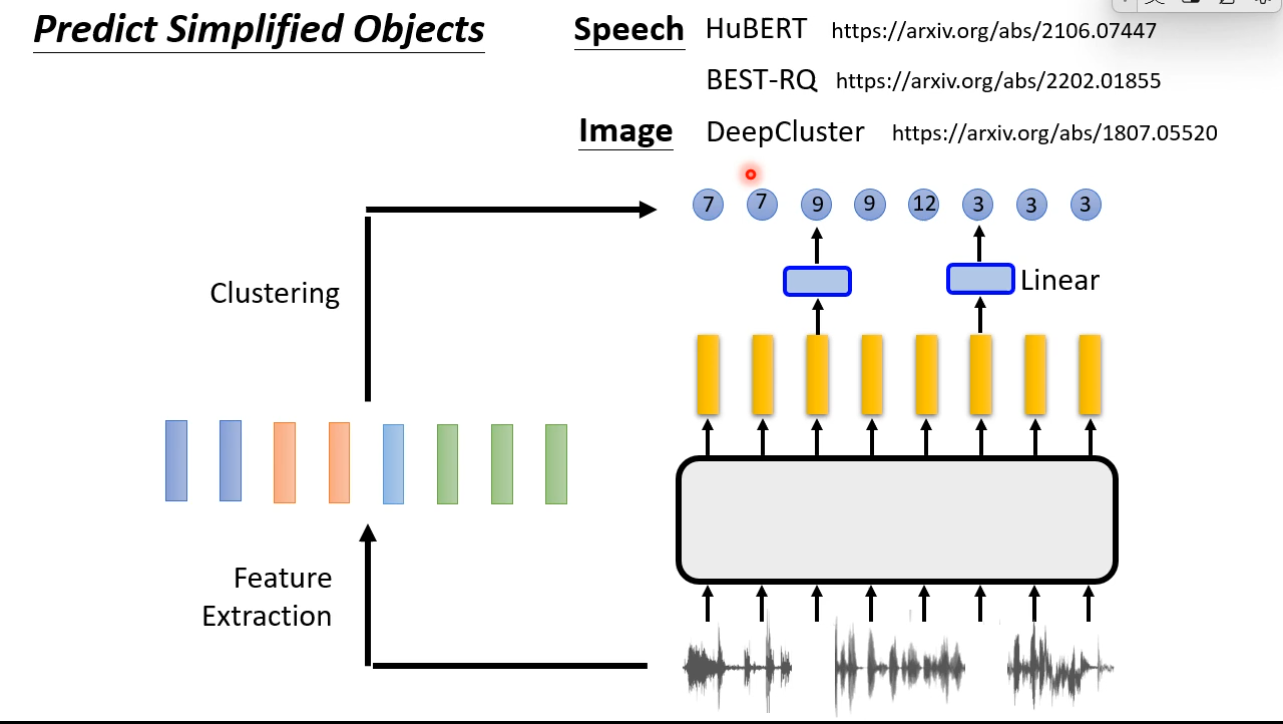 Predict Simplified Objects
Speech HuBERT https://arxiv.org/abs/2106.07447
BEST-RQ https://arxiv.org/abs/2202.01855
Image DeepCluster https://arxiv.org/abs/1807.05520
7 7 9 9 12 3 3 3
Clustering
Linear
Feature
Extraction